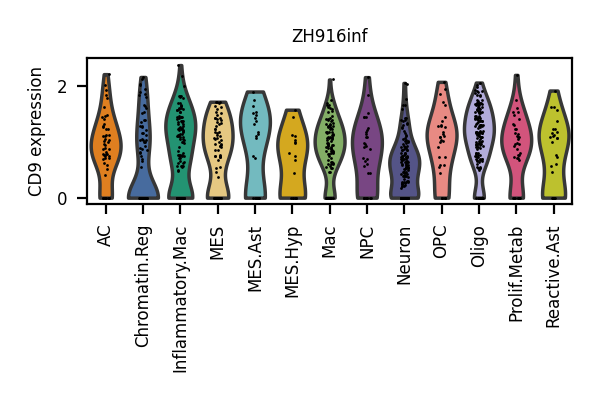 ZH916inf
CD9 expression
2
0
AC
Chromatin.Reg
Inflammatory.Mac
MES
MES.Ast
MES.Hyp
Mac
NPC
Neuron
OPC
Oligo
Prolif.Metab
Reactive.Ast